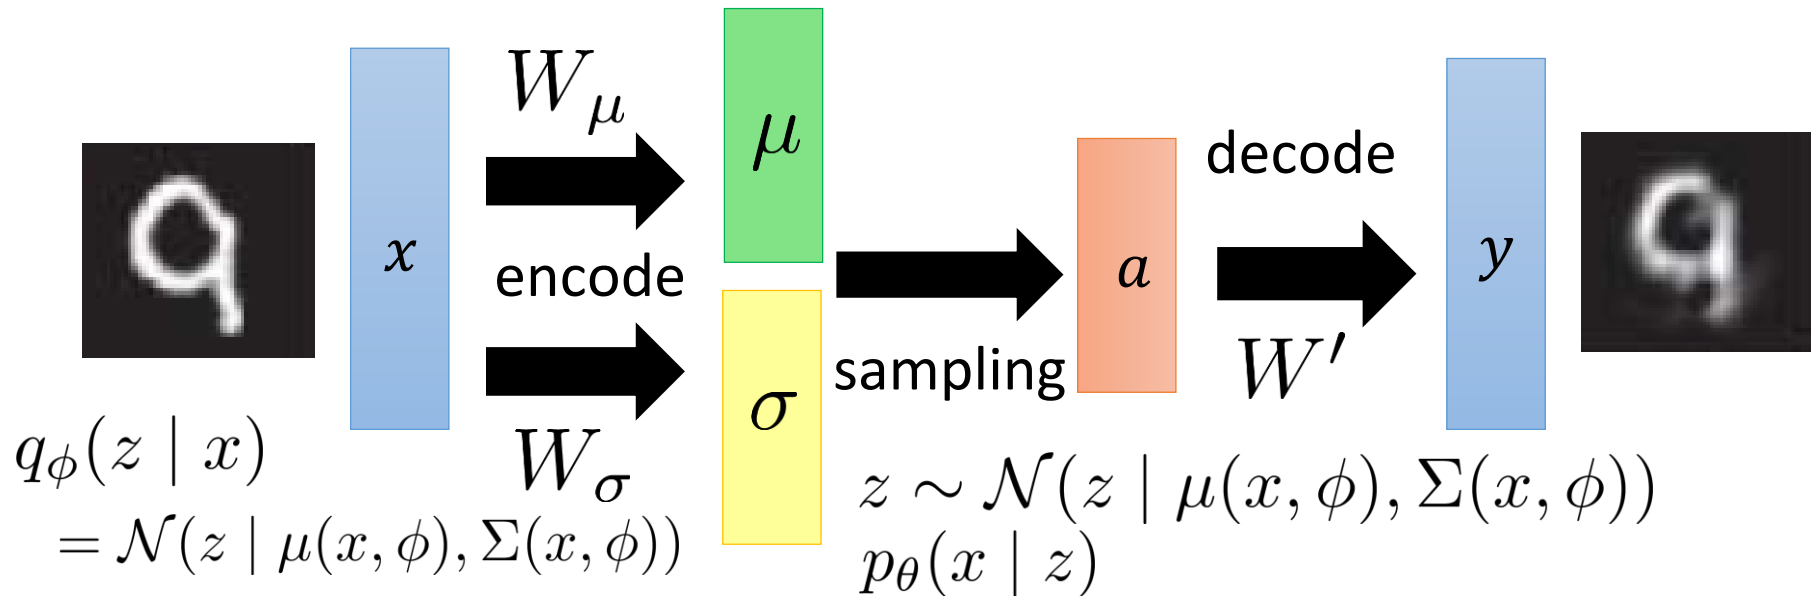 W_μ
μ
x
encode
W_σ
σ
sampling
a
decode
W′
y
q_ϕ(z | x)
= 𝒩(z | μ(x, ϕ), Σ(x, ϕ))
z ∼ 𝒩(z | μ(x, ϕ), Σ(x, ϕ))
p_θ(x | z)